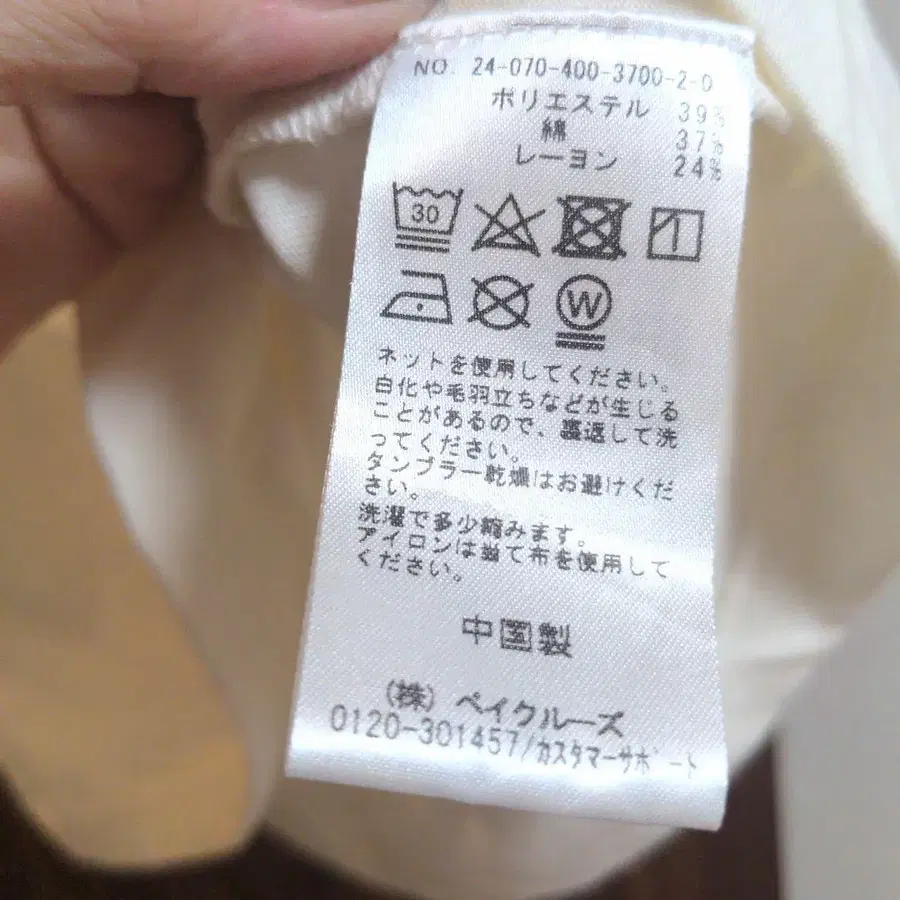 NO. 24-070-400-3700-2-0
ポリエステル 39%
綿 37%
レーヨン 24%
30
W
ネットを使用してください。
白化や毛羽立ちなどが生じる
ことがあるので、裏返して洗
ってください。
タンブラー乾燥はお避けくだ
さい。
洗濯で多少縮みます。
アイロンは当て布を使用して
ください。
中国製
(株) ベイクルーズ
0120-301457/カスタマーサポート